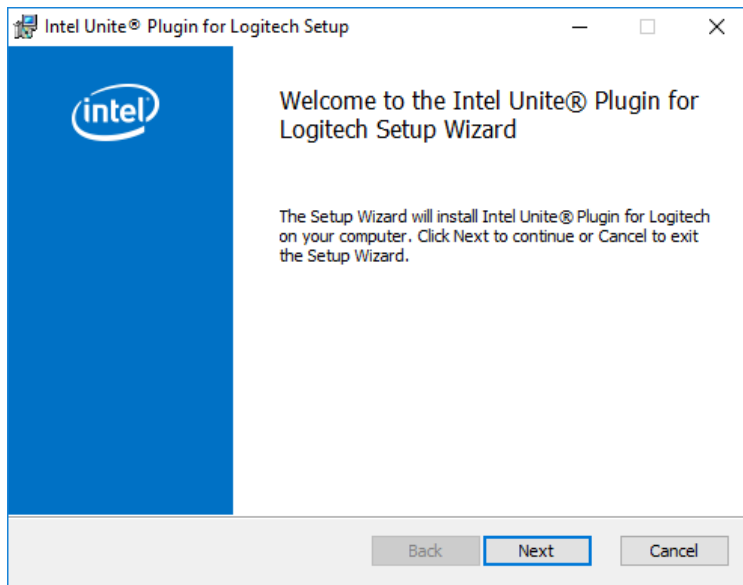 Intel Unite® Plugin for Logitech Setup
intel
Welcome to the Intel Unite® Plugin for
Logitech Setup Wizard
The Setup Wizard will install Intel Unite® Plugin for Logitech
on your computer. Click Next to continue or Cancel to exit
the Setup Wizard.
Back
Next
Cancel